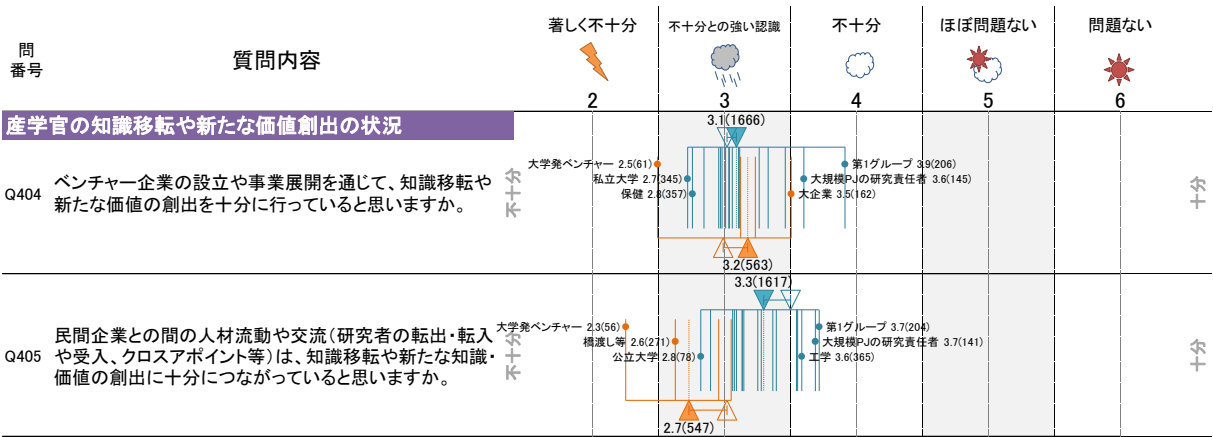 問
番号
質問内容
著しく不十分
不十分との強い認識
不十分
ほぼ問題ない
問題ない
2
3
4
5
6
産学官の知識移転や新たな価値創出の状況
Q404
ベンチャー企業の設立や事業展開を通じて、知識移転や
新たな価値の創出を十分に行っていると思いますか。
不十分
3.1(1666)
大学発ベンチャー 2.5(61)
私立大学 2.7(345)
保健 2.8(357)
第1グループ 3.9(206)
大規模PJの研究責任者 3.6(145)
大企業 3.5(162)
3.2(563)
十分
Q405
民間企業との間の人材流動や交流(研究者の転出・転入
や受入、クロスアポイント等)は、知識移転や新たな知識・
価値の創出に十分につながっていると思いますか。
不十分
3.3(1617)
大学発ベンチャー 2.3(56)
橋渡し等 2.6(271)
公立大学 2.8(78)
第1グループ 3.7(204)
大規模PJの研究責任者 3.7(141)
工学 3.6(365)
2.7(547)
十分